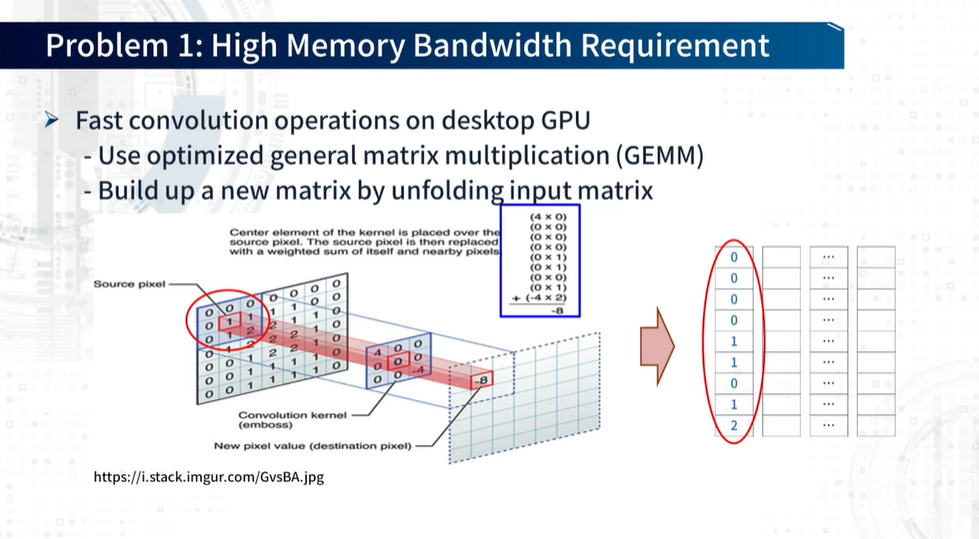 Problem 1: High Memory Bandwidth Requirement
➢ Fast convolution operations on desktop GPU
- Use optimized general matrix multiplication (GEMM)
- Build up a new matrix by unfolding input matrix
Center element of the kernel is placed over the
source pixel. The source pixel is then replaced
with a weighted sum of itself and nearby pixels
Source pixel
(4 x 0)
(0 x 0)
(0 x 0)
(0 x 0)
(0 x 1)
(0 x 1)
(0 x 0)
(0 x 1)
+ (-4 x 2)
-8
4 0 0
0 0 0
0 0 -4
-8
Convolution kernel
(emboss)
New pixel value (destination pixel)
0 ...
0 ...
0 ...
0 ...
1 ...
1 ...
0 ...
1 ...
2 ...
https://i.stack.imgur.com/GvsBA.jpg